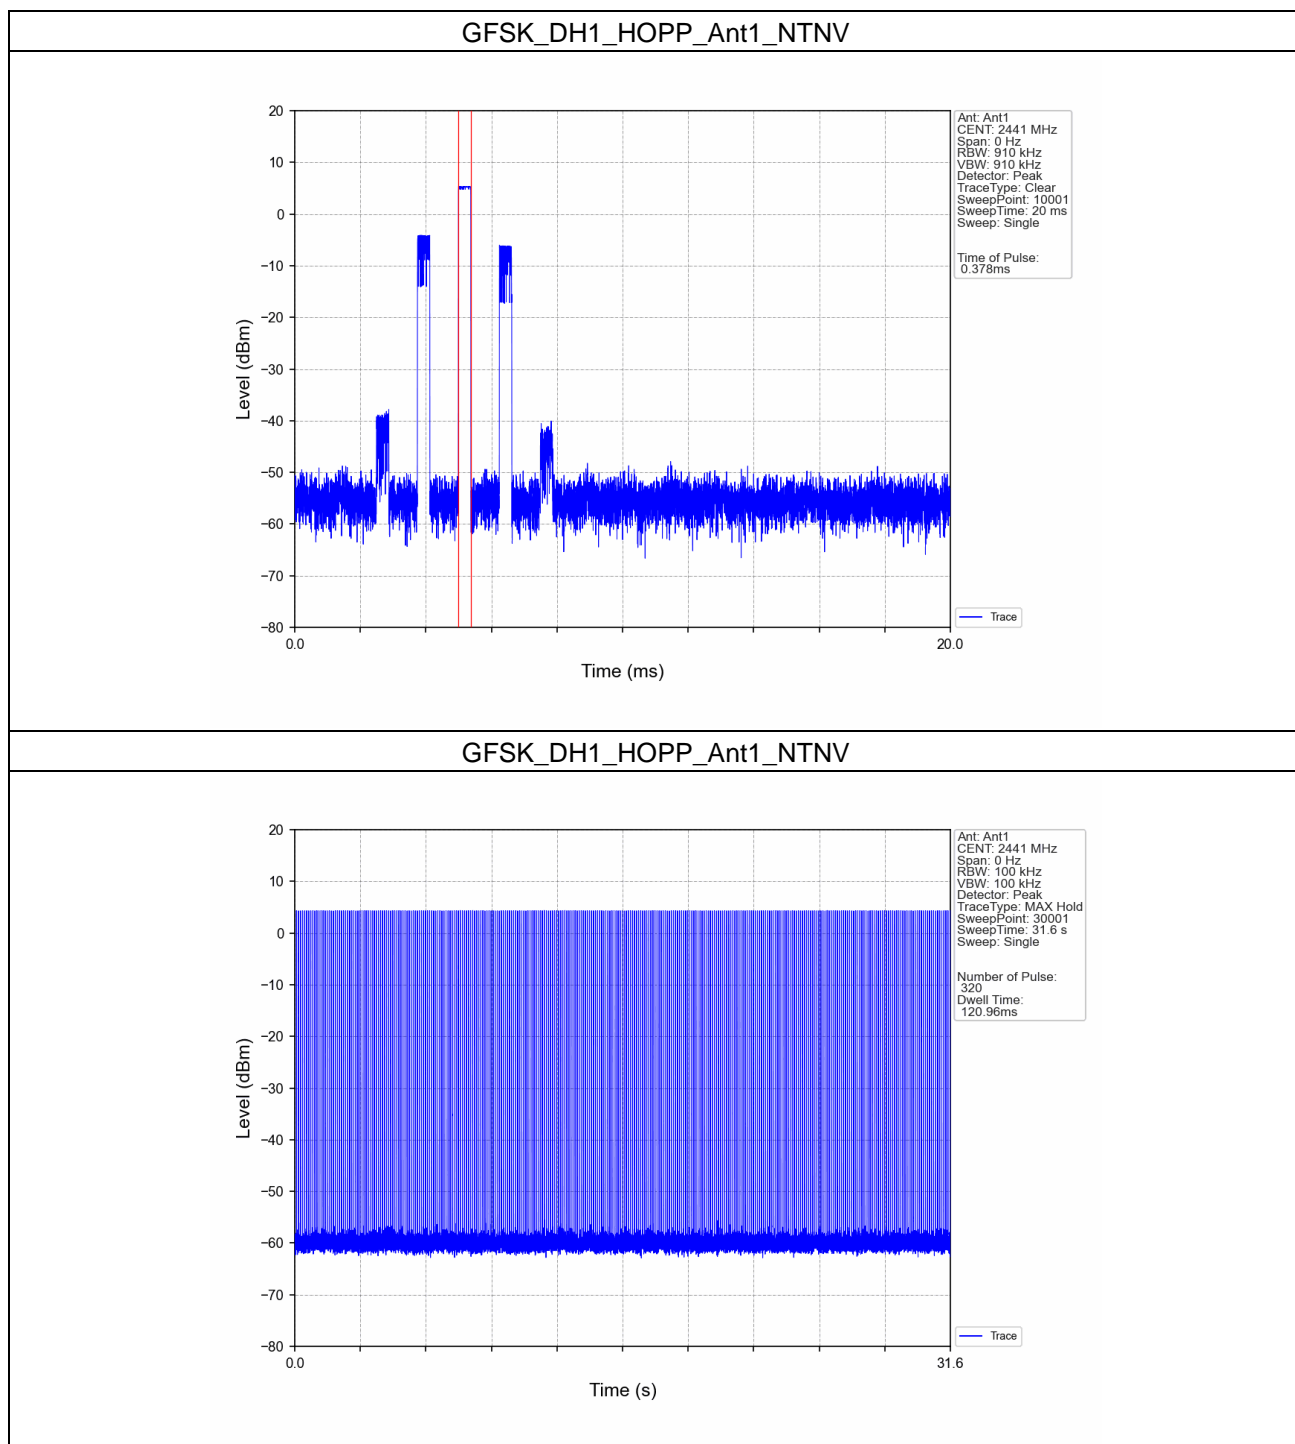 GFSK_DH1_HOPP_Ant1_NTNV
20
10
0
−10
−20
−30
−40
−50
−60
−70
−80
Level (dBm)
0.0
20.0
Time (ms)
Ant: Ant1
CENT: 2441 MHz
Span: 0 Hz
RBW: 910 kHz
VBW: 910 kHz
Detector: Peak
TraceType: Clear
SweepPoint: 10001
SweepTime: 20 ms
Sweep: Single
Time of Pulse:
0.378ms
Trace
GFSK_DH1_HOPP_Ant1_NTNV
20
10
0
−10
−20
−30
−40
−50
−60
−70
−80
Level (dBm)
0.0
31.6
Time (s)
Ant: Ant1
CENT: 2441 MHz
Span: 0 Hz
RBW: 100 kHz
VBW: 100 kHz
Detector: Peak
TraceType: MAX Hold
SweepPoint: 30001
SweepTime: 31.6 s
Sweep: Single
Number of Pulse:
320
Dwell Time:
120.96ms
Trace